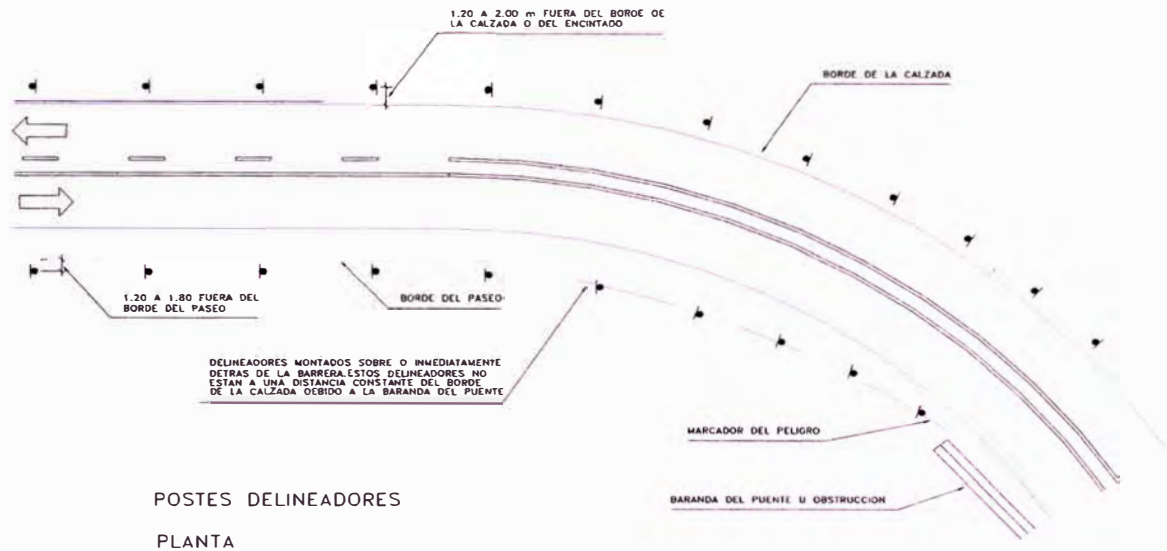 1.20 A 2.00 m FUERA DEL BORDE DE
LA CALZADA O DEL ENCINTADO
BORDE DE LA CALZADA
1.20 A 1.80 FUERA DEL
BORDE DEL PASEO
BORDE DEL PASEO
DELINEADORES MONTADOS SOBRE O INMEDIATAMENTE
DETRAS DE LA BARRERA.ESTOS DELINEADORES NO
ESTAN A UNA DISTANCIA CONSTANTE DEL BORDE
DE LA CALZADA DEBIDO A LA BARANDA DEL PUENTE
MARCADOR DEL PELIGRO
BARANDA DEL PUENTE U OBSTRUCCION
POSTES DELINEADORES
PLANTA